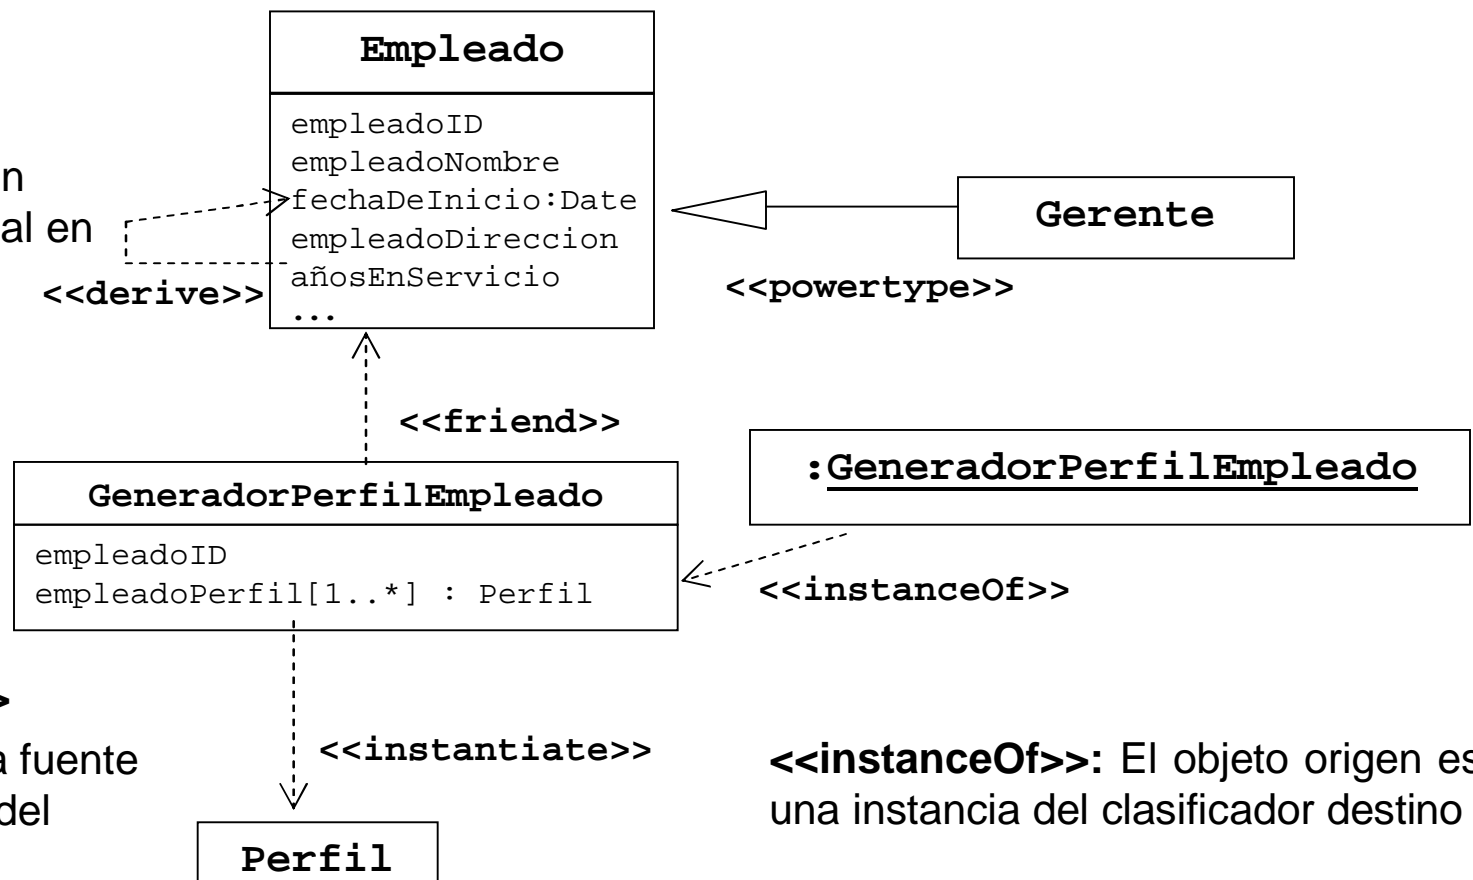 Empleado
empleadoID
empleadoNombre
fechaDeInicio:Date
empleadoDireccion
añosEnServicio
...
n
al en
<<derive>>
Gerente
<<powertype>>
<<friend>>
GeneradorPerfilEmpleado
empleadoID
empleadoPerfil[1..*] : Perfil
:GeneradorPerfilEmpleado
<<instanceOf>>
>
a fuente
del
<<instantiate>>
Perfil
<<instanceOf>>: El objeto origen es
una instancia del clasificador destino